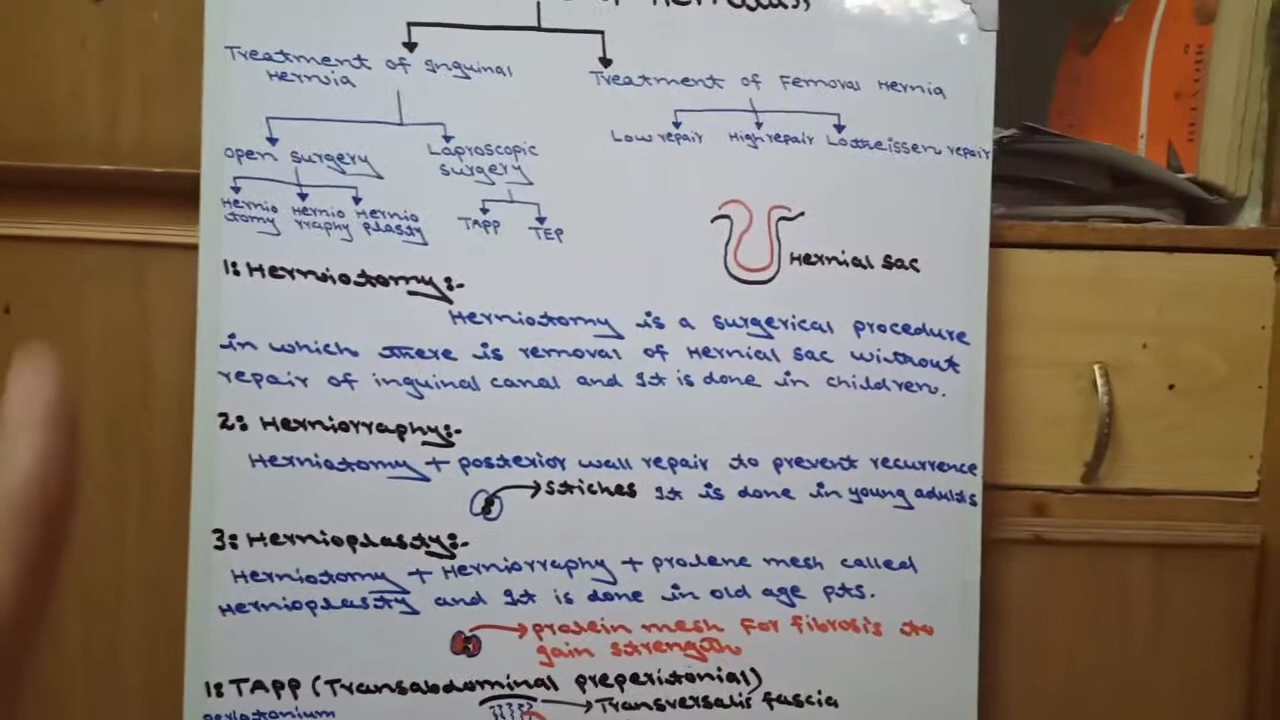 Treatment of Inguinal
Hernia
Treatment of Femoral Hernia
Open surgery
Laproscopic
surgery
Low repair
High repair
Lotheissen repair
Hernio
tomy
Hernio
rraphy
Hernio
plasty
TAPP
TEP
Hernial sac
1: Herniotomy:-
Herniotomy is a surgerical procedure
in which there is removal of Hernial sac without
repair of inguinal canal and It is done in children.
2: Herniorraphy:-
Herniotomy + posterior wall repair to prevent recurrence
stiches It is done in young adults
3: Hernioplasty:-
Herniotomy + Herniorraphy + prolene mesh called
Hernioplasty and It is done in old age pts.
protein mesh for fibrosis to
gain strength
1: TAPP (Transabdominal preperitonial)
Transversalis fascia